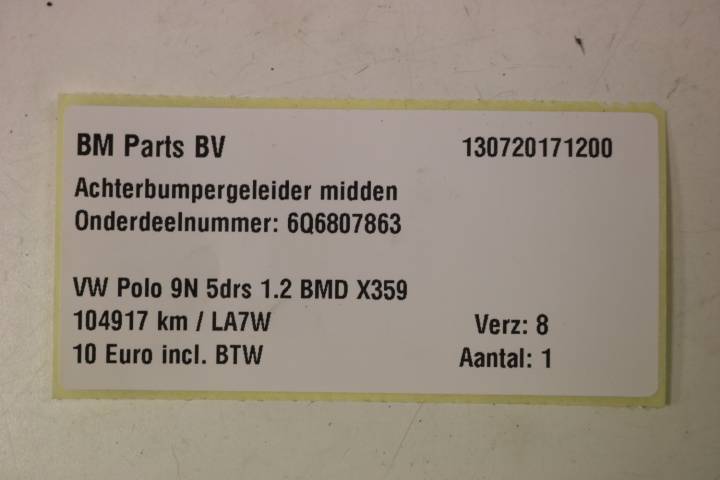 BM Parts BV 130720171200
Achterbumpergeleider midden
Onderdeelnummer: 6Q6807863
VW Polo 9N 5drs 1.2 BMD X359
104917 km / LA7W Verz: 8
10 Euro incl. BTW Aantal: 1